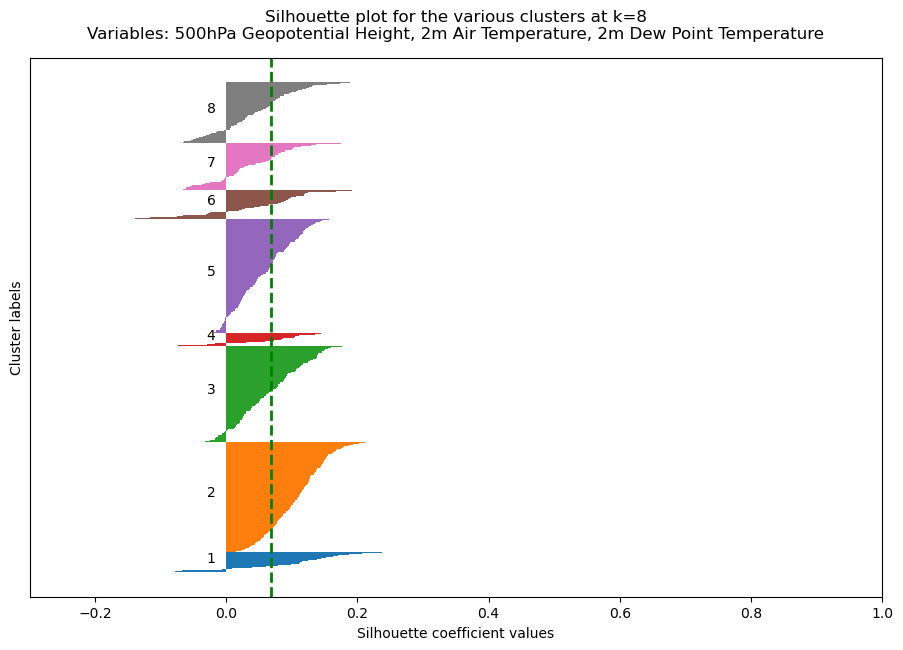 Silhouette plot for the various clusters at k=8
Variables: 500hPa Geopotential Height, 2m Air Temperature, 2m Dew Point Temperature
Cluster labels
8
7
6
5
4
3
2
1
−0.2 0.0 0.2 0.4 0.6 0.8 1.0
Silhouette coefficient values